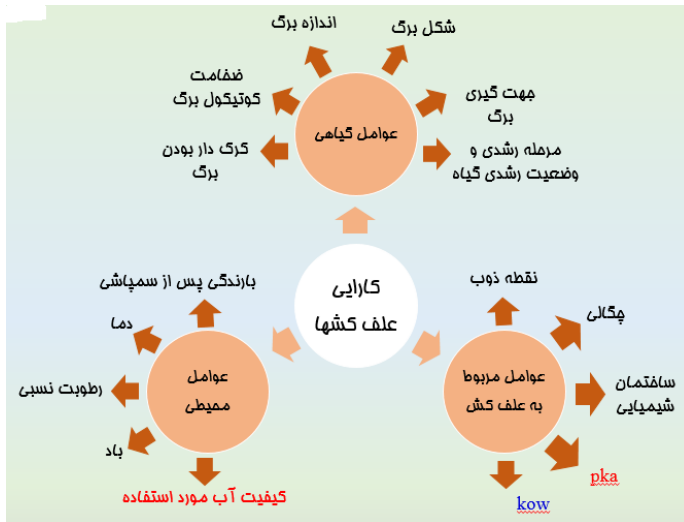 شکل برگ
اندازه برگ
ضخامت
کوتیکول برگ
جهت گیری
برگ
عوامل گیاهی
کرک دار بودن
برگ
مرحله رشدی و
وضعیت رشدی گیاه
کارایی
علف کشها
بارندگی پس از سمپاشی
دما
رطوبت نسبی
باد
کیفیت آب مورد استفاده
عوامل
محیطی
نقطه ذوب
چگالی
ساختمان
شیمیایی
عوامل مربوط
به علف کش
pka
kow